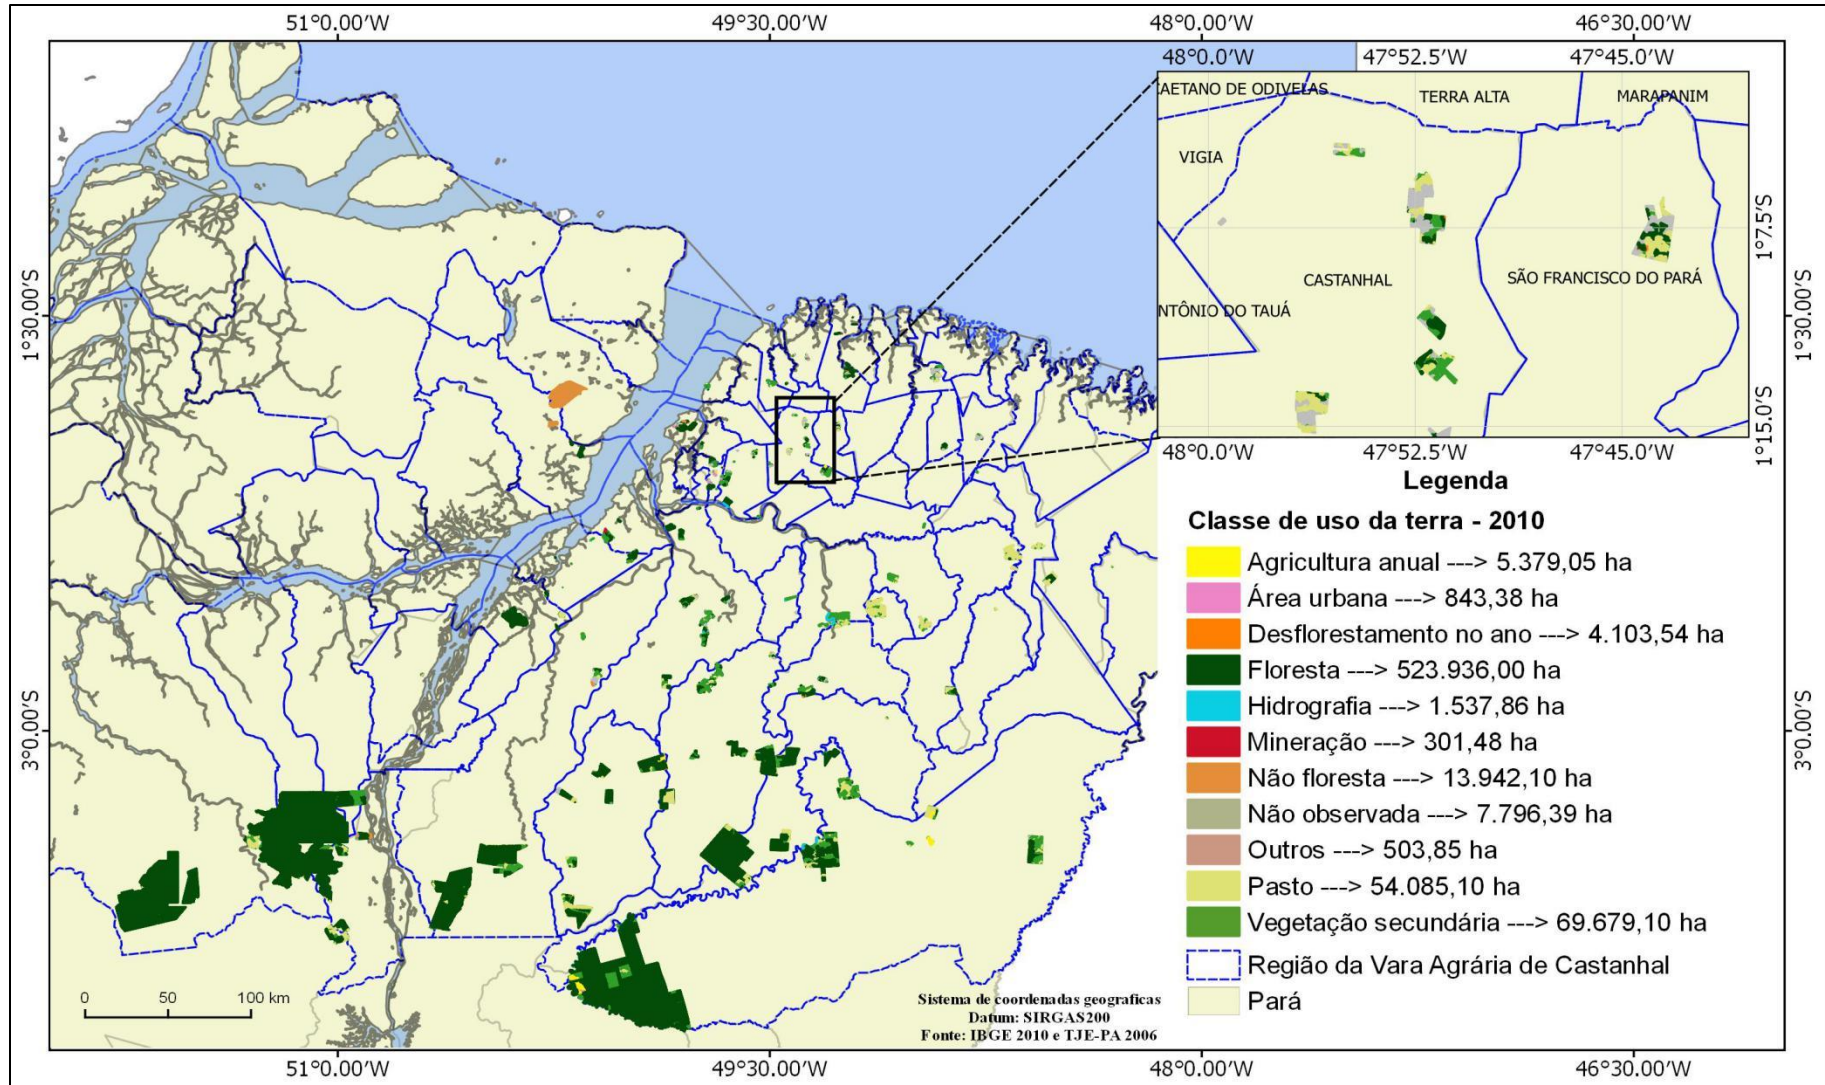 51°0.00'W
49°30.00'W
48°0.00'W
46°30.00'W
48°0.0'W
47°52.5'W
47°45.0'W
AETANO DE ODIVELAS
TERRA ALTA
MARAPANIM
VIGIA
1°7.5'S
CASTANHAL
SÃO FRANCISCO DO PARÁ
NTÔNIO DO TAUÁ
1°30.00'S
1°30.00'S
1°15.0'S
48°0.0'W
47°52.5'W
47°45.0'W
Legenda
Classe de uso da terra - 2010
Agricultura anual ---> 5.379,05 ha
Área urbana ---> 843,38 ha
Desflorestamento no ano ---> 4.103,54 ha
Floresta ---> 523.936,00 ha
Hidrografia ---> 1.537,86 ha
Mineração ---> 301,48 ha
Não floresta ---> 13.942,10 ha
Não observada ---> 7.796,39 ha
Outros ---> 503,85 ha
Pasto ---> 54.085,10 ha
Vegetação secundária ---> 69.679,10 ha
Região da Vara Agrária de Castanhal
Pará
3°0.00'S
3°0.00'S
0 50 100 km
Sistema de coordenadas geograficas
Datum: SIRGAS200
Fonte: IBGE 2010 e TJE-PA 2006
51°0.00'W
49°30.00'W
48°0.00'W
46°30.00'W